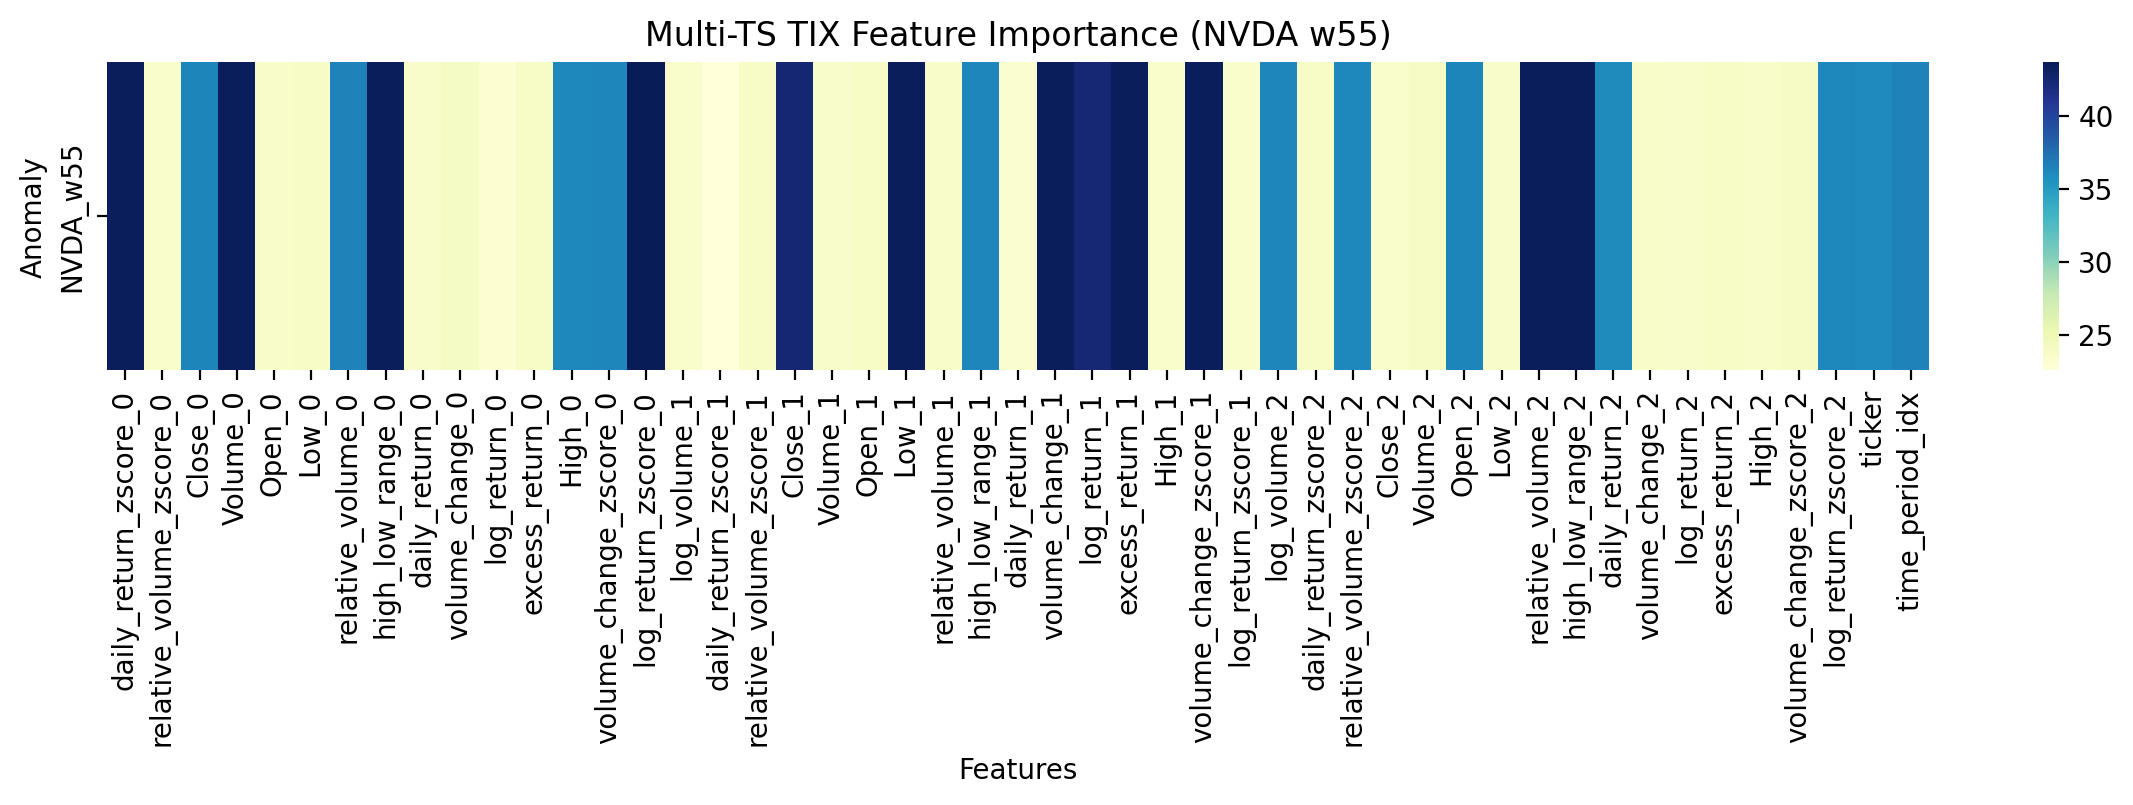 Multi-TS TIX Feature Importance (NVDA w55)
Anomaly
NVDA_w55
40
35
30
25
daily_return_zscore_0
relative_volume_zscore_0
Close_0
Volume_0
Open_0
Low_0
relative_volume_0
high_low_range_0
daily_return_0
volume_change_0
log_return_0
excess_return_0
High_0
volume_change_zscore_0
log_return_zscore_0
log_volume_1
daily_return_zscore_1
relative_volume_zscore_1
Close_1
Volume_1
Open_1
Low_1
relative_volume_1
high_low_range_1
daily_return_1
volume_change_1
log_return_1
excess_return_1
High_1
volume_change_zscore_1
log_return_zscore_1
log_volume_2
daily_return_zscore_2
relative_volume_zscore_2
Close_2
Volume_2
Open_2
Low_2
relative_volume_2
high_low_range_2
daily_return_2
volume_change_2
log_return_2
excess_return_2
High_2
volume_change_zscore_2
log_return_zscore_2
ticker
time_period_idx
Features